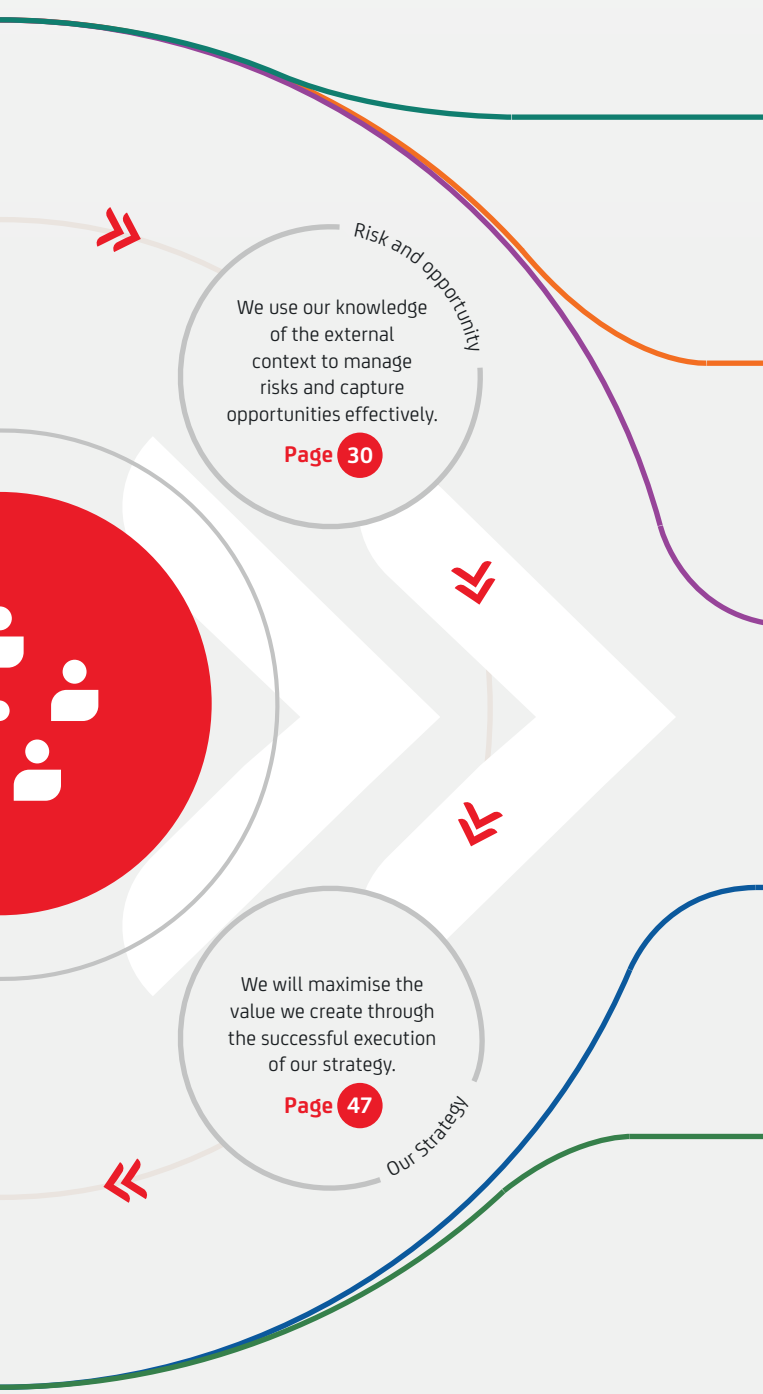 Risk and opportunity
We use our knowledge
of the external
context to manage
risks and capture
opportunities effectively.
Page 30
We will maximise the
value we create through
the successful execution
of our strategy.
Page 47
Our Strategy